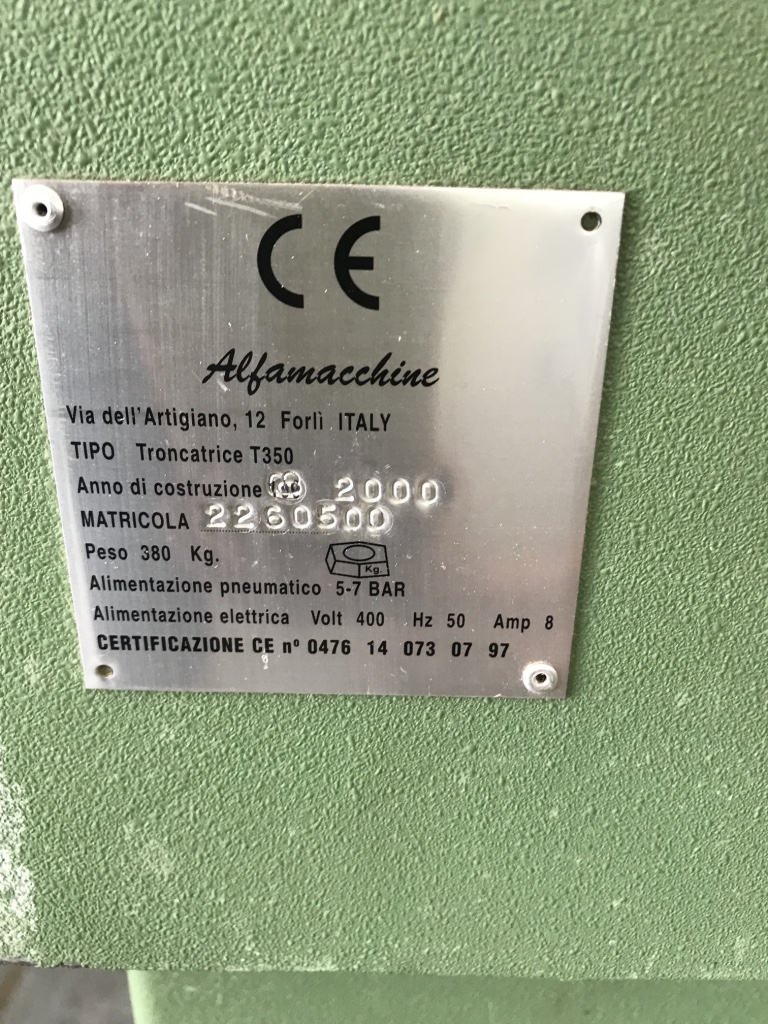 CE
Alfamacchine
Via dell'Artigiano, 12 Forlì ITALY
TIPO Troncatrice T350
Anno di costruzione 2000
MATRICOLA 2260500
Peso 380 Kg.
Kg.
Alimentazione pneumatico 5-7 BAR
Alimentazione elettrica Volt 400 Hz 50 Amp 8
CERTIFICAZIONE CE nº 0476 14 073 07 97